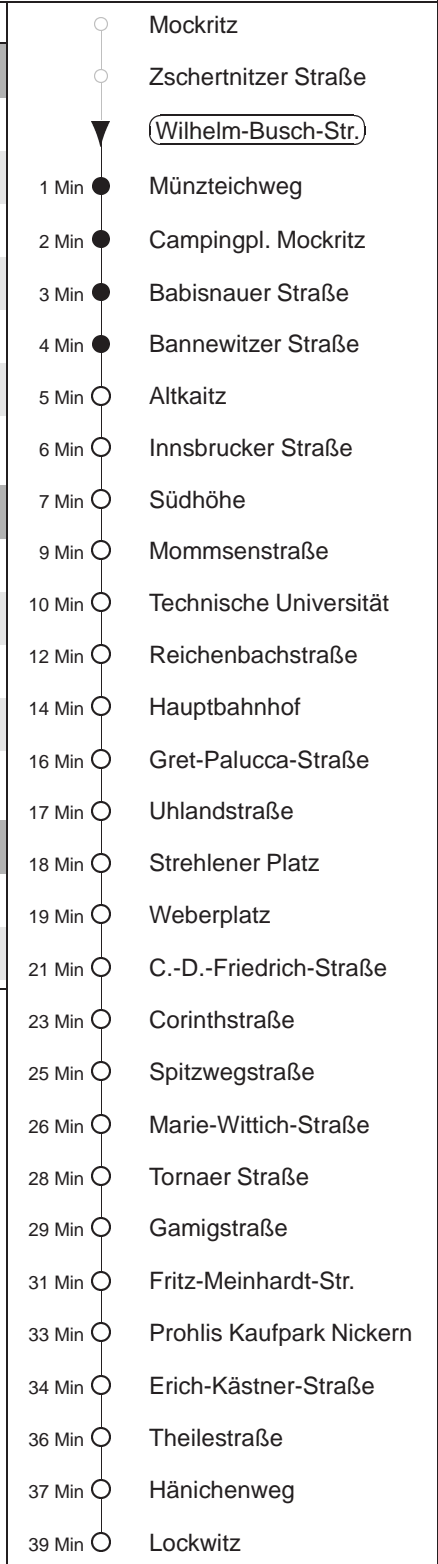 Mockritz
Zschertnitzer Straße
Wilhelm-Busch-Str.
1 Min Münzteichweg
2 Min Campingpl. Mockritz
3 Min Babisnauer Straße
4 Min Bannewitzer Straße
5 Min Altkaitz
6 Min Innsbrucker Straße
7 Min Südhöhe
9 Min Mommsenstraße
10 Min Technische Universität
12 Min Reichenbachstraße
14 Min Hauptbahnhof
16 Min Gret-Palucca-Straße
17 Min Uhlandstraße
18 Min Strehlener Platz
19 Min Weberplatz
21 Min C.-D.-Friedrich-Straße
23 Min Corinthstraße
25 Min Spitzwegstraße
26 Min Marie-Wittich-Straße
28 Min Tornaer Straße
29 Min Gamigstraße
31 Min Fritz-Meinhardt-Str.
33 Min Prohlis Kaufpark Nickern
34 Min Erich-Kästner-Straße
36 Min Theilestraße
37 Min Hänichenweg
39 Min Lockwitz